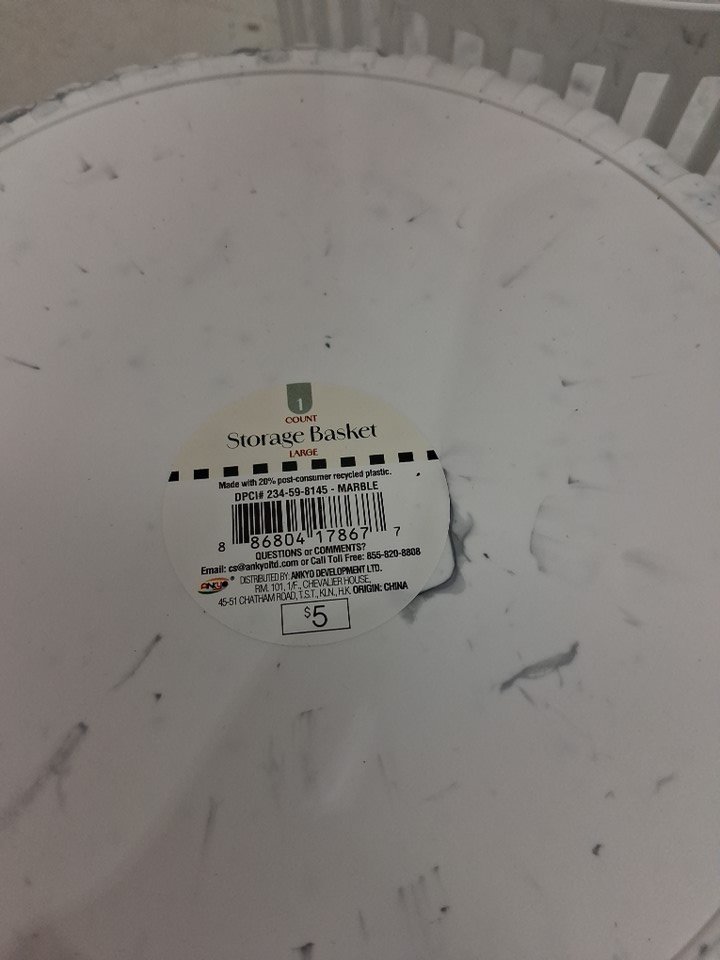 1
COUNT
Storage Basket
LARGE
Made with 20% post-consumer recycled plastic.
DPCI# 234-59-8145 - MARBLE
8 86804 17867 7
QUESTIONS or COMMENTS?
Email: cs@ankyoltd.com or Call Toll Free: 855-820-8808
ANKYO
DISTRIBUTED BY: ANKYO DEVELOPMENT LTD.
RM. 101, 1/F., CHEVALIER HOUSE,
45-51 CHATHAM ROAD, T.S.T., KLN., H.K. ORIGIN: CHINA
$5